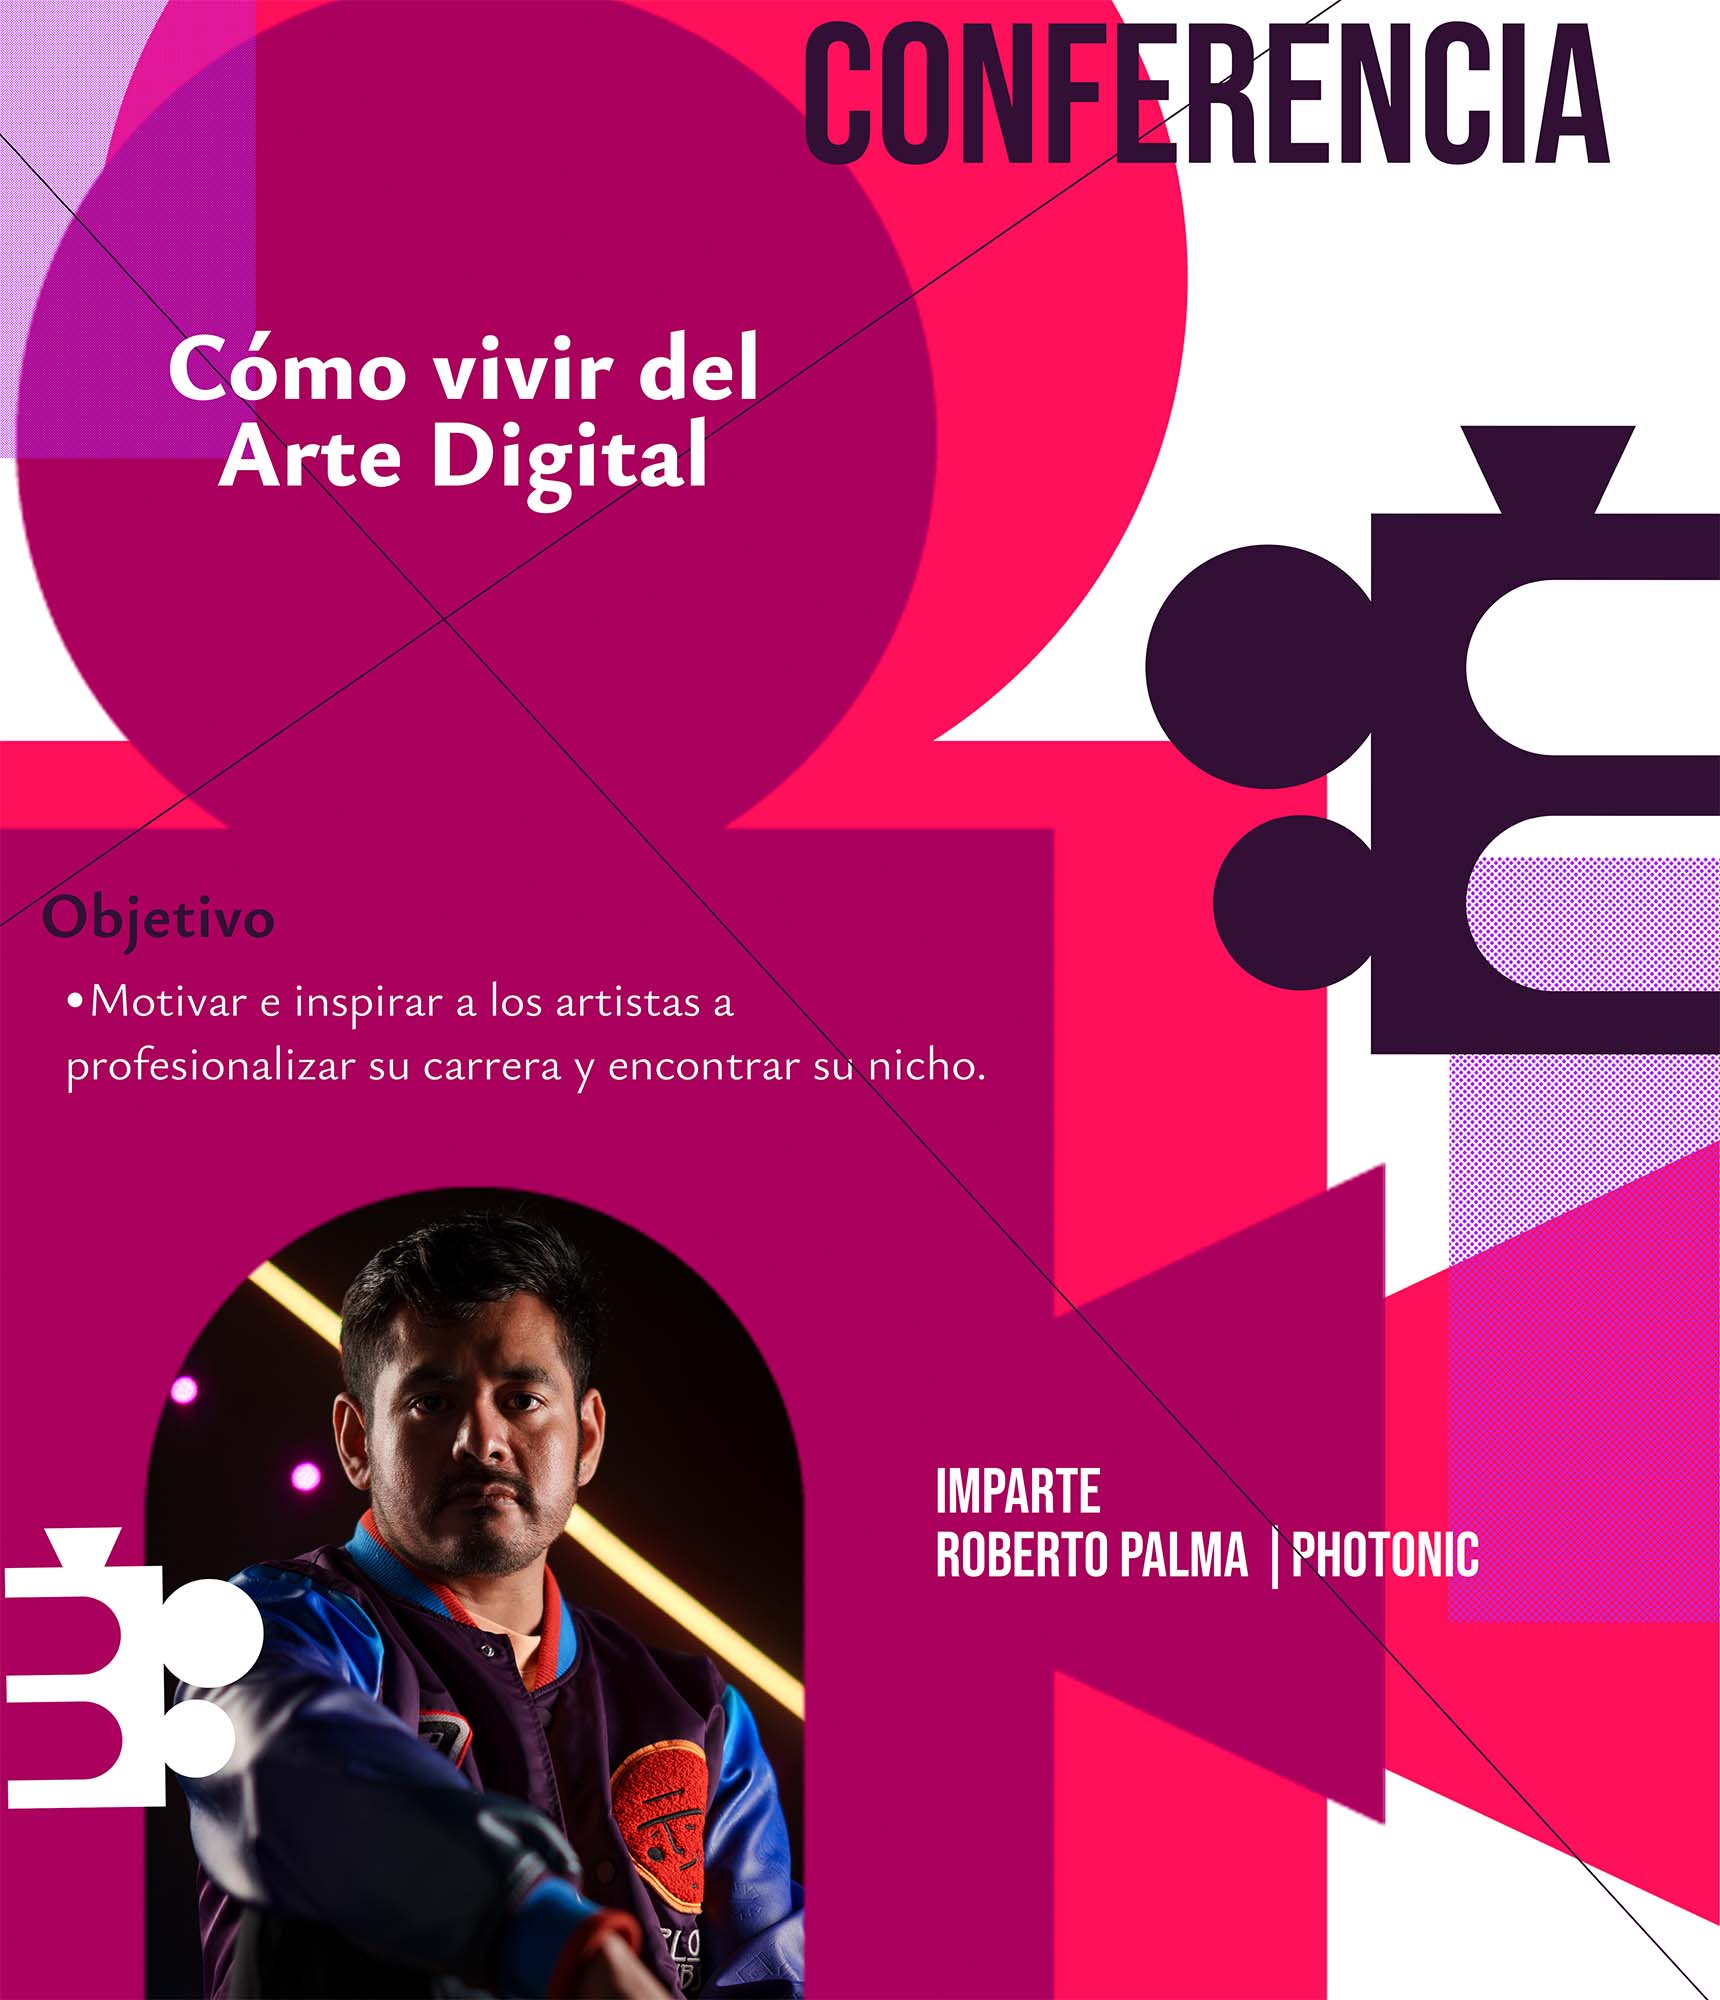 CONFERENCIA
Cómo vivir del
Arte Digital
Objetivo
•Motivar e inspirar a los artistas a
profesionalizar su carrera y encontrar su nicho.
IMPARTE
ROBERTO PALMA | PHOTONIC